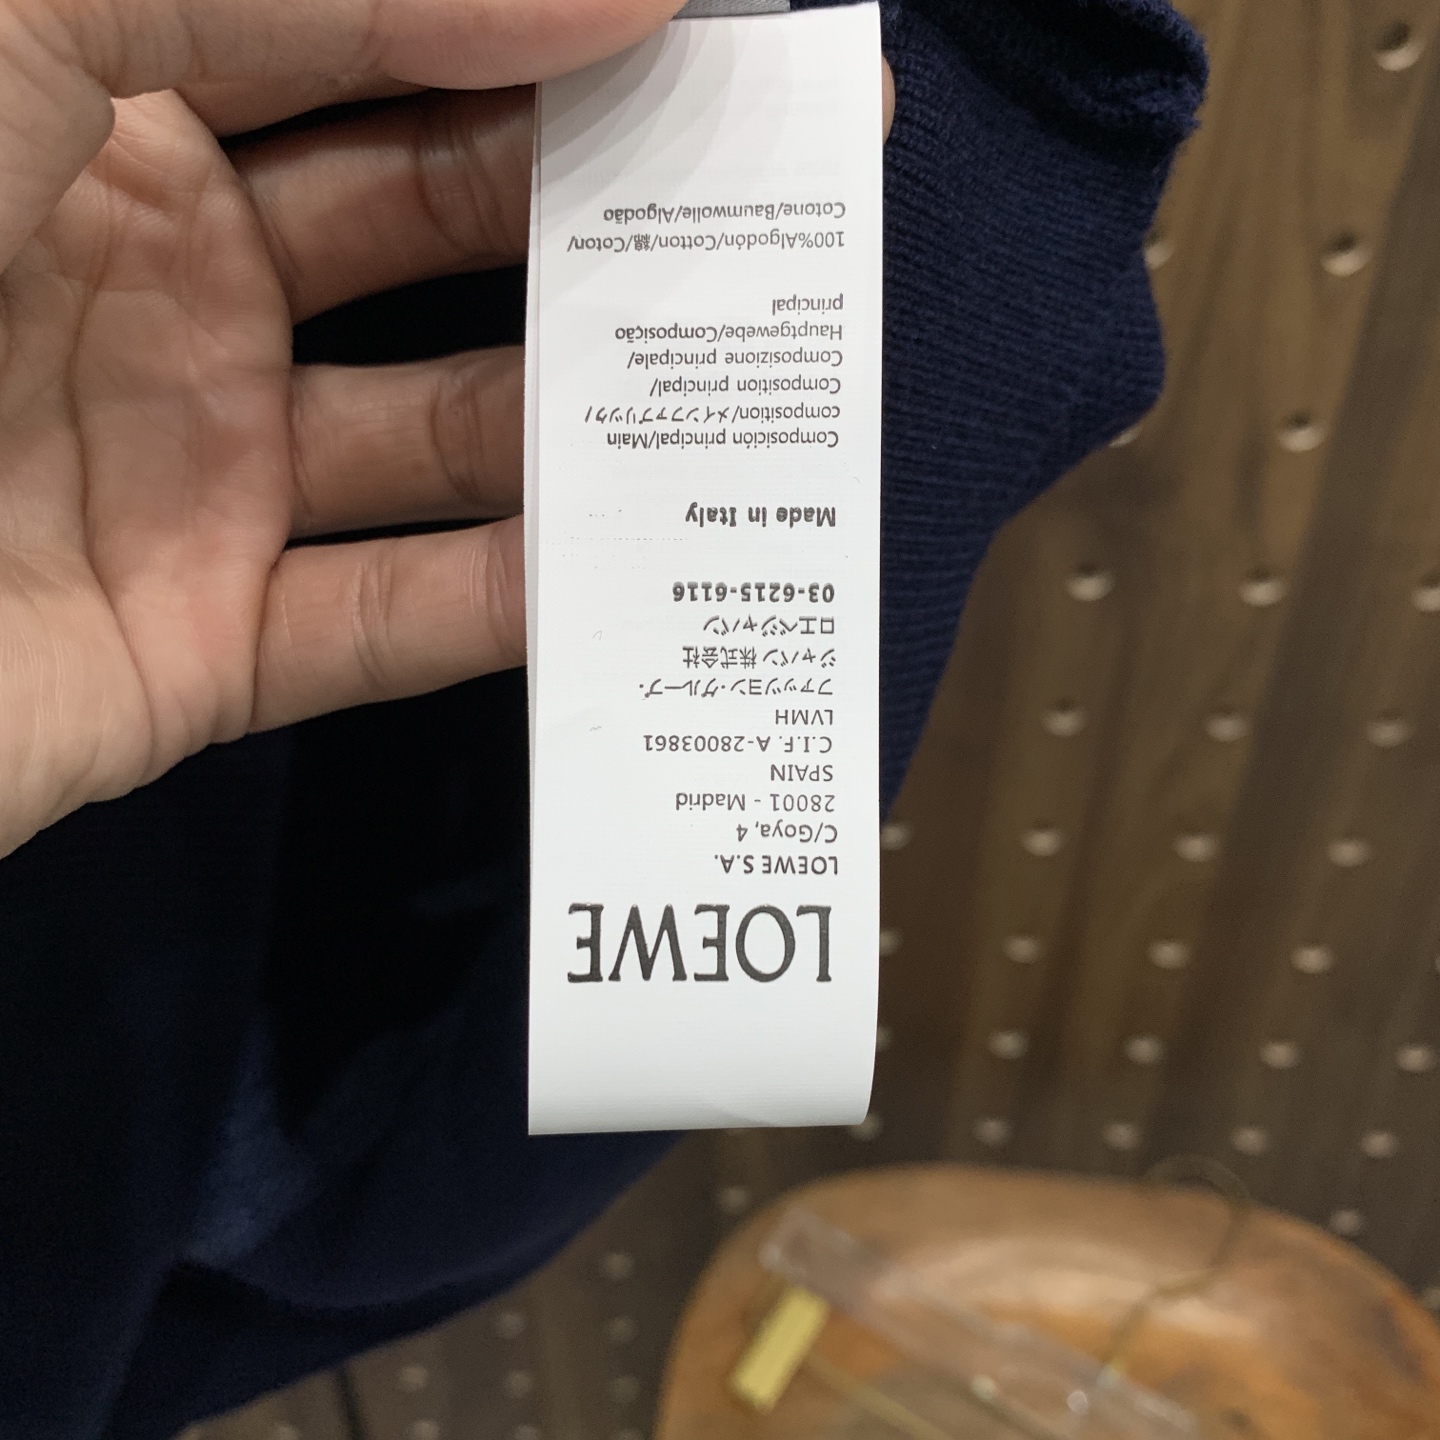 LOEWE
LOEWE S.A.
C/Goya, 4
28001 - Madrid
SPAIN
C.I.F. A-28003861
LVMH
ファッツョン·グループ·
ジャパン 株式会社
ロエベジャパン
03-6215-6116
Made in Italy
Composición principal/Main
composition/メインファブリック/
Composition principal/
Composizione principale/
Hauptgewebe/Composição
principal
100%Algodón/Cotton/綿/Coton/
Cotone/Baumwolle/Algodão